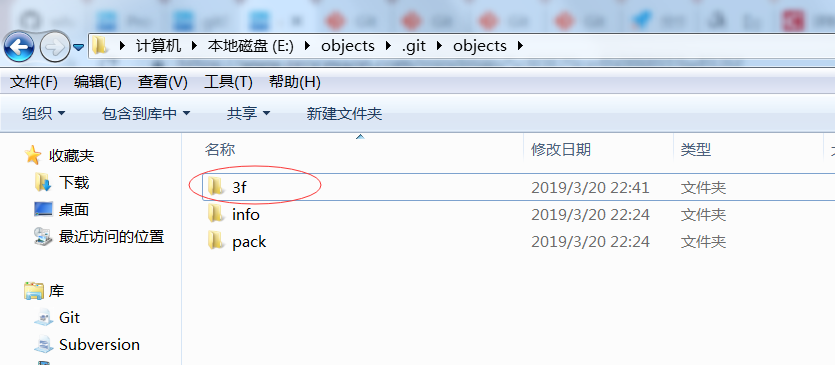 计算机 本地磁盘 (E:) objects .git objects
文件(F) 编辑(E) 查看(V) 工具(T) 帮助(H)
组织 包含到库中 共享 新建文件夹
名称 修改日期 类型
收藏夹
下载
桌面
最近访问的位置
库
Git
Subversion
3f 2019/3/20 22:41 文件夹
info 2019/3/20 22:24 文件夹
pack 2019/3/20 22:24 文件夹